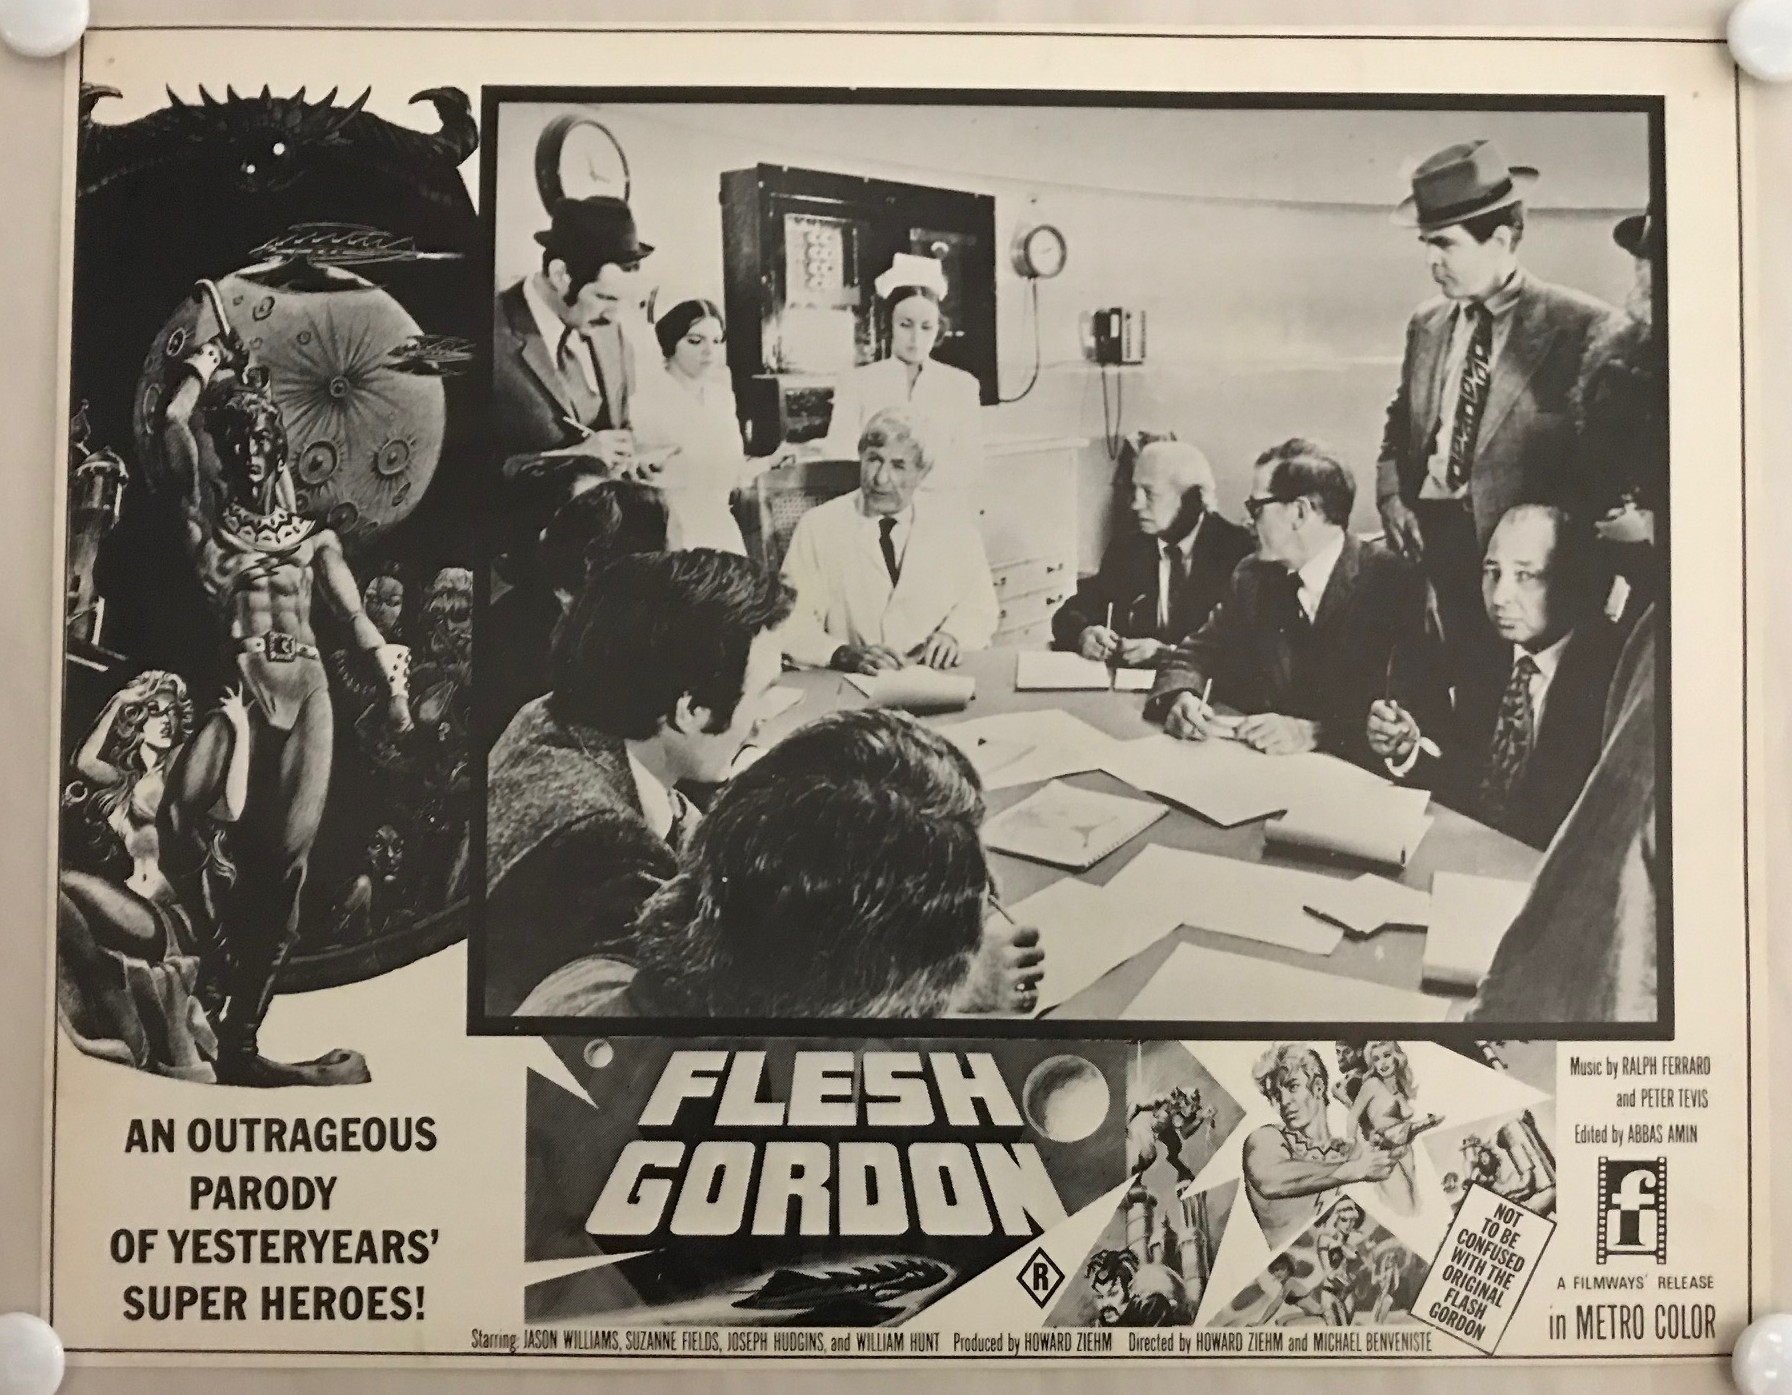 AN OUTRAGEOUS
PARODY
OF YESTERYEARS'
SUPER HEROES!
FLESH
GORDON
R
NOT
TO BE
CONFUSED
WITH THE
ORIGINAL
FLASH
GORDON
Music by RALPH FERRARO
and PETER TEVIS
Edited by ABBAS AMIN
f
A FILMWAYS' RELEASE
in METRO COLOR
Starring: JASON WILLIAMS, SUZANNE FIELDS, JOSEPH HUDGINS, and WILLIAM HUNT Produced by HOWARD ZIEHM Directed by HOWARD ZIEHM and MICHAEL BENVENISTE